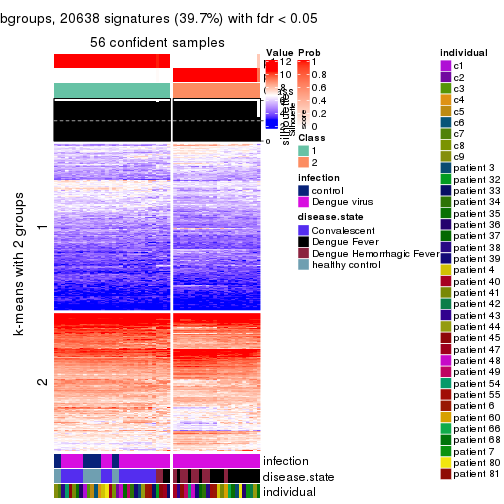 bgroups, 20638 signatures (39.7%) with fdr < 0.05
56 confident samples
k-means with 2 groups
1
2
infection
disease.state
individual
Value
12
10
8
6
4
2
0
Prob
1
0.8
0.6
0.4
0.2
0
silhouette
score
Class
1
2
infection
control
Dengue virus
disease.state
Convalescent
Dengue Fever
Dengue Hemorrhagic Fever
healthy control
individual
c1
c2
c3
c4
c5
c6
c7
c8
c9
patient 3
patient 32
patient 33
patient 34
patient 35
patient 36
patient 37
patient 38
patient 39
patient 4
patient 40
patient 41
patient 42
patient 43
patient 44
patient 45
patient 47
patient 48
patient 49
patient 54
patient 55
patient 6
patient 60
patient 66
patient 68
patient 7
patient 80
patient 81